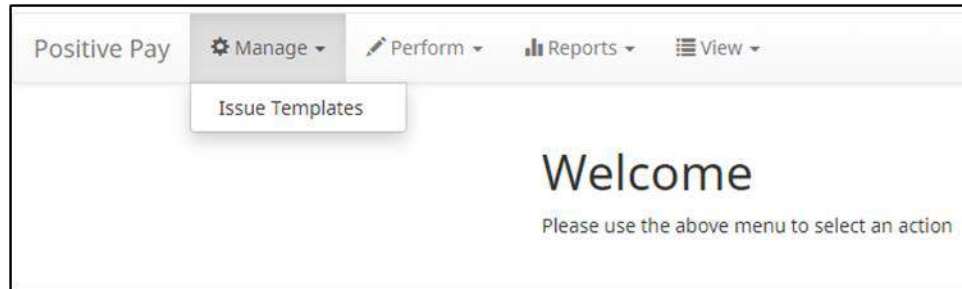 Positive Pay Manage Perform Reports View
Issue Templates
Welcome
Please use the above menu to select an action